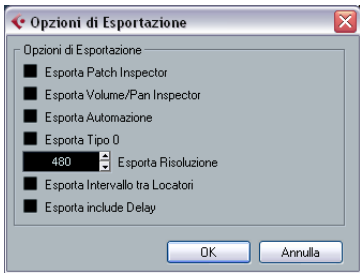 Opzioni di Esportazione
Opzioni di Esportazione
Esporta Patch Inspector
Esporta Volume/Pan Inspector
Esporta Automazione
Esporta Tipo 0
480 Esporta Risoluzione
Esporta Intervallo tra Locatori
Esporta include Delay
OK Annulla